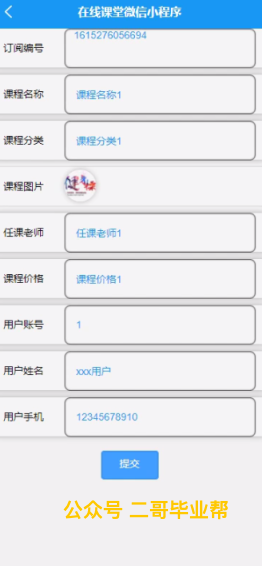 在线课堂微信小程序
订阅编号 1615276056694
课程名称 课程名称1
课程分类 课程分类1
课程图片
任课老师 任课老师1
课程价格 课程价格1
用户账号 1
用户姓名 xxx用户
用户手机 12345678910
提交
公众号 二哥毕业帮